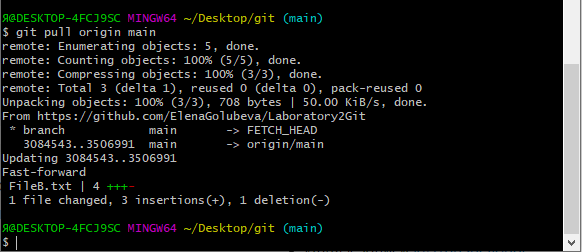 Я@DESKTOP-4FCJ9SC MINGW64 ~/Desktop/git (main)
$ git pull origin main
remote: Enumerating objects: 5, done.
remote: Counting objects: 100% (5/5), done.
remote: Compressing objects: 100% (3/3), done.
remote: Total 3 (delta 1), reused 0 (delta 0), pack-reused 0
Unpacking objects: 100% (3/3), 708 bytes | 50.00 KiB/s, done.
From https://github.com/ElenaGolubeva/Laboratory2Git
 * branch            main       -> FETCH_HEAD
   3084543..3506991  main       -> origin/main
Updating 3084543..3506991
Fast-forward
 FileB.txt | 4 +++-
 1 file changed, 3 insertions(+), 1 deletion(-)
Я@DESKTOP-4FCJ9SC MINGW64 ~/Desktop/git (main)
$